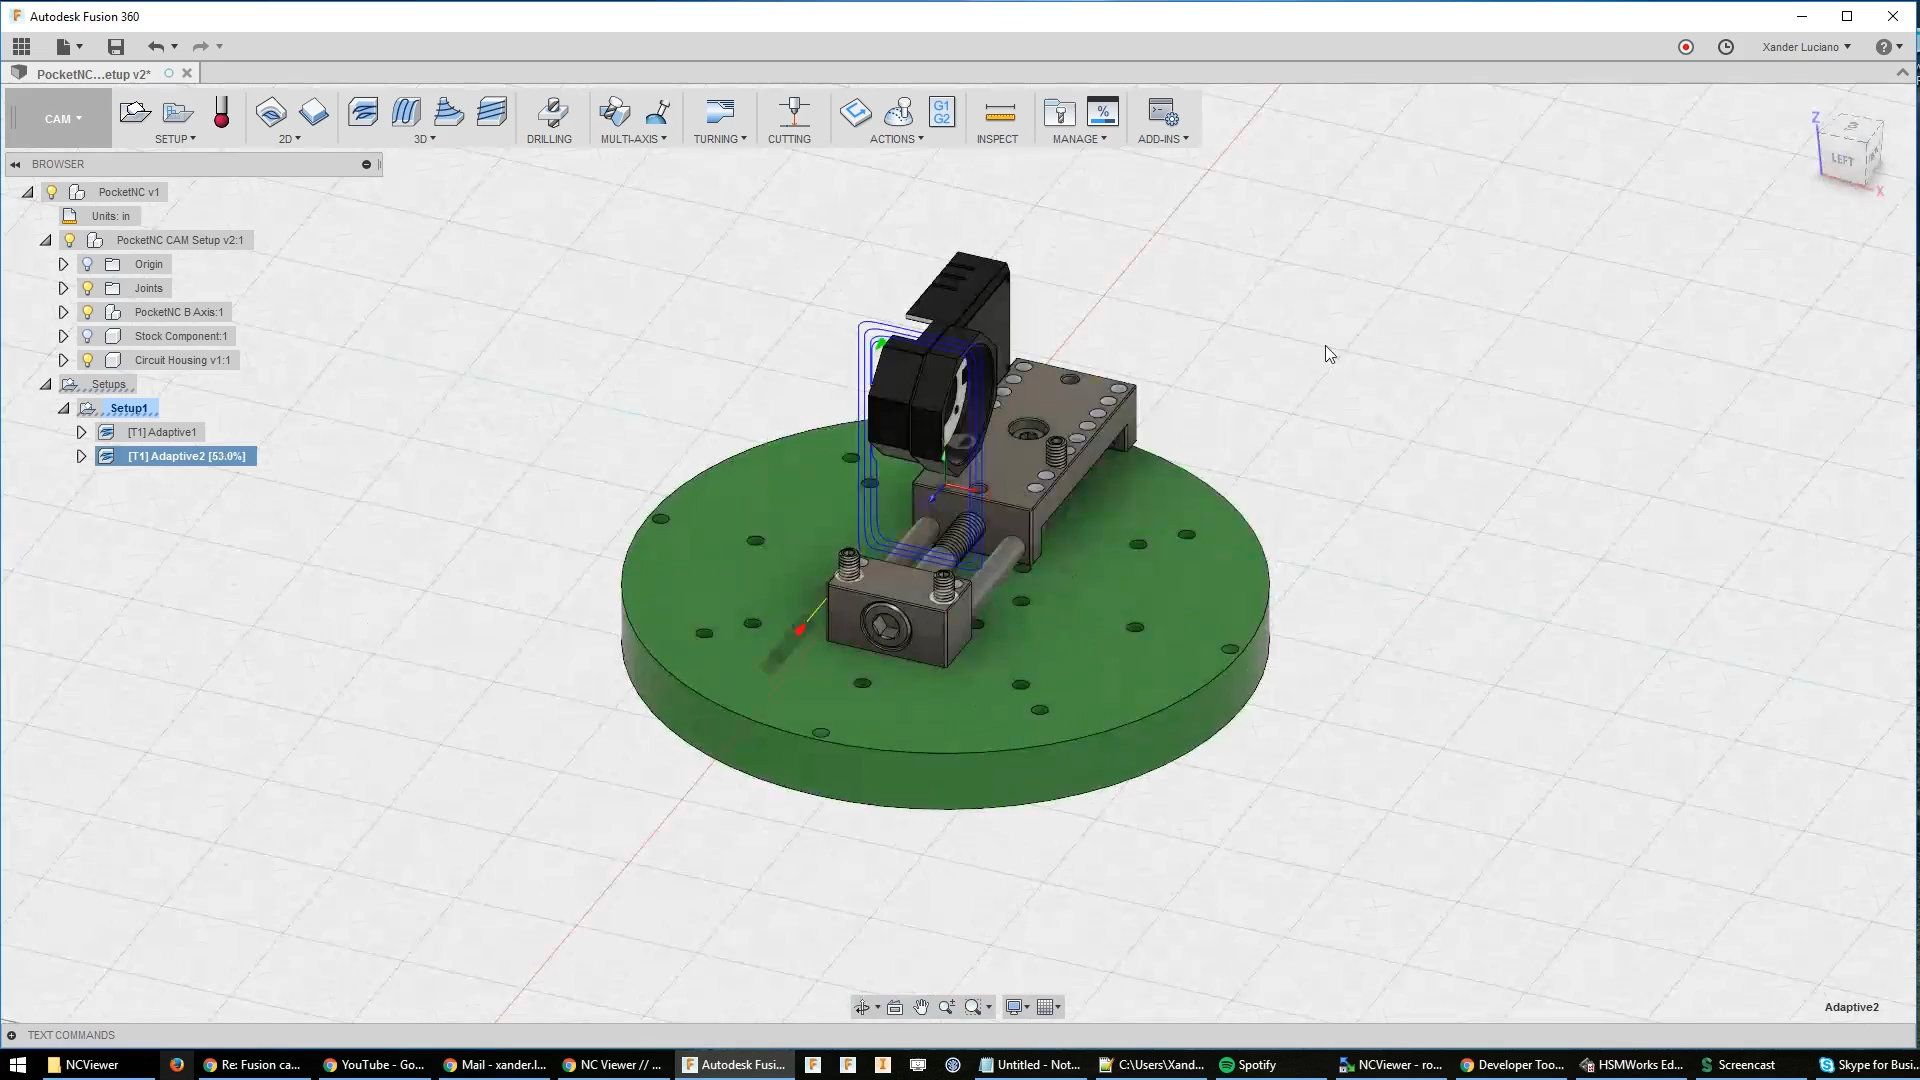 Autodesk Fusion 360
Xander Luciano
PocketNC...etup v2*
CAM
G1
G2
%
SETUP
2D
3D
DRILLING
MULTI-AXIS
TURNING
CUTTING
ACTIONS
INSPECT
MANAGE
ADD-INS
BROWSER
PocketNC v1
Units: in
PocketNC CAM Setup v2:1
Origin
Joints
PocketNC B Axis:1
Stock Component:1
Circuit Housing v1:1
Setups
Setup1
[T1] Adaptive1
[T1] Adaptive2 [53.0%]
Z
LEFT
X
Adaptive2
TEXT COMMANDS
NCViewer
Re: Fusion ca...
YouTube - Go...
Mail - xander.l...
NC Viewer // ...
Autodesk Fusi...
Untitled - Not...
C:\Users\Xand...
Spotify
NCViewer - ro...
Developer Too...
HSMWorks Ed...
Screencast
Skype for Busi...